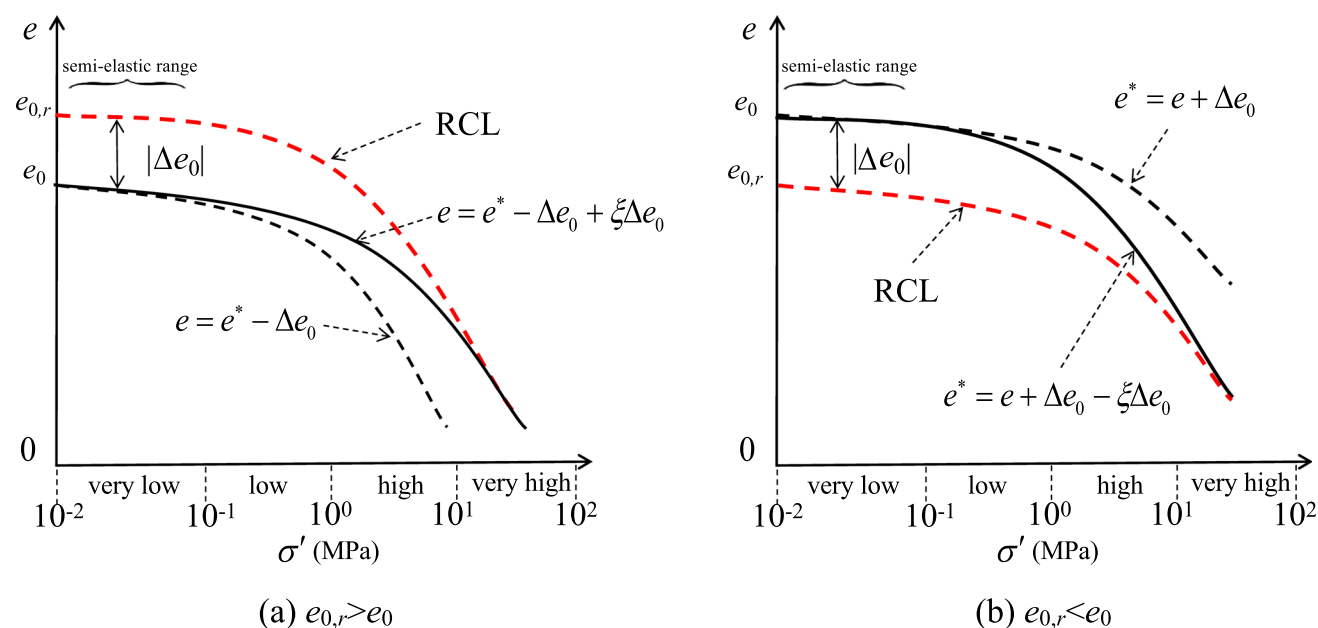 e
semi-elastic range
e0,r
RCL
|Δe0|
e0
e = e* − Δe0 + ξΔe0
e = e* − Δe0
0
very low
low
high
very high
10-2
10-1
100
101
102
σ′ (MPa)
(a) e0,r>e0
e
semi-elastic range
e* = e + Δe0
e0
|Δe0|
e0,r
RCL
e* = e + Δe0 − ξΔe0
0
very low
low
high
very high
10-2
10-1
100
101
102
σ′ (MPa)
(b) e0,r<e0